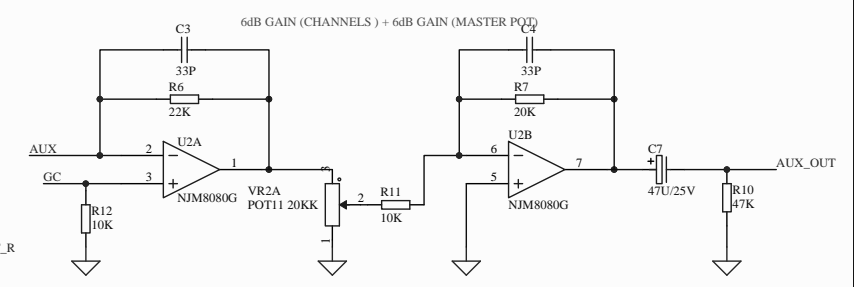 6dB GAIN (CHANNELS ) + 6dB GAIN (MASTER POT)
C3
33P
R6
22K
AUX
2
U2A
1
GC
3
NJM8080G
R12
10K
_R
VR2A
POT11 20KK
3
2
1
R11
10K
C4
33P
R7
20K
6
U2B
7
5
NJM8080G
C7
47U/25V
AUX_OUT
R10
47K